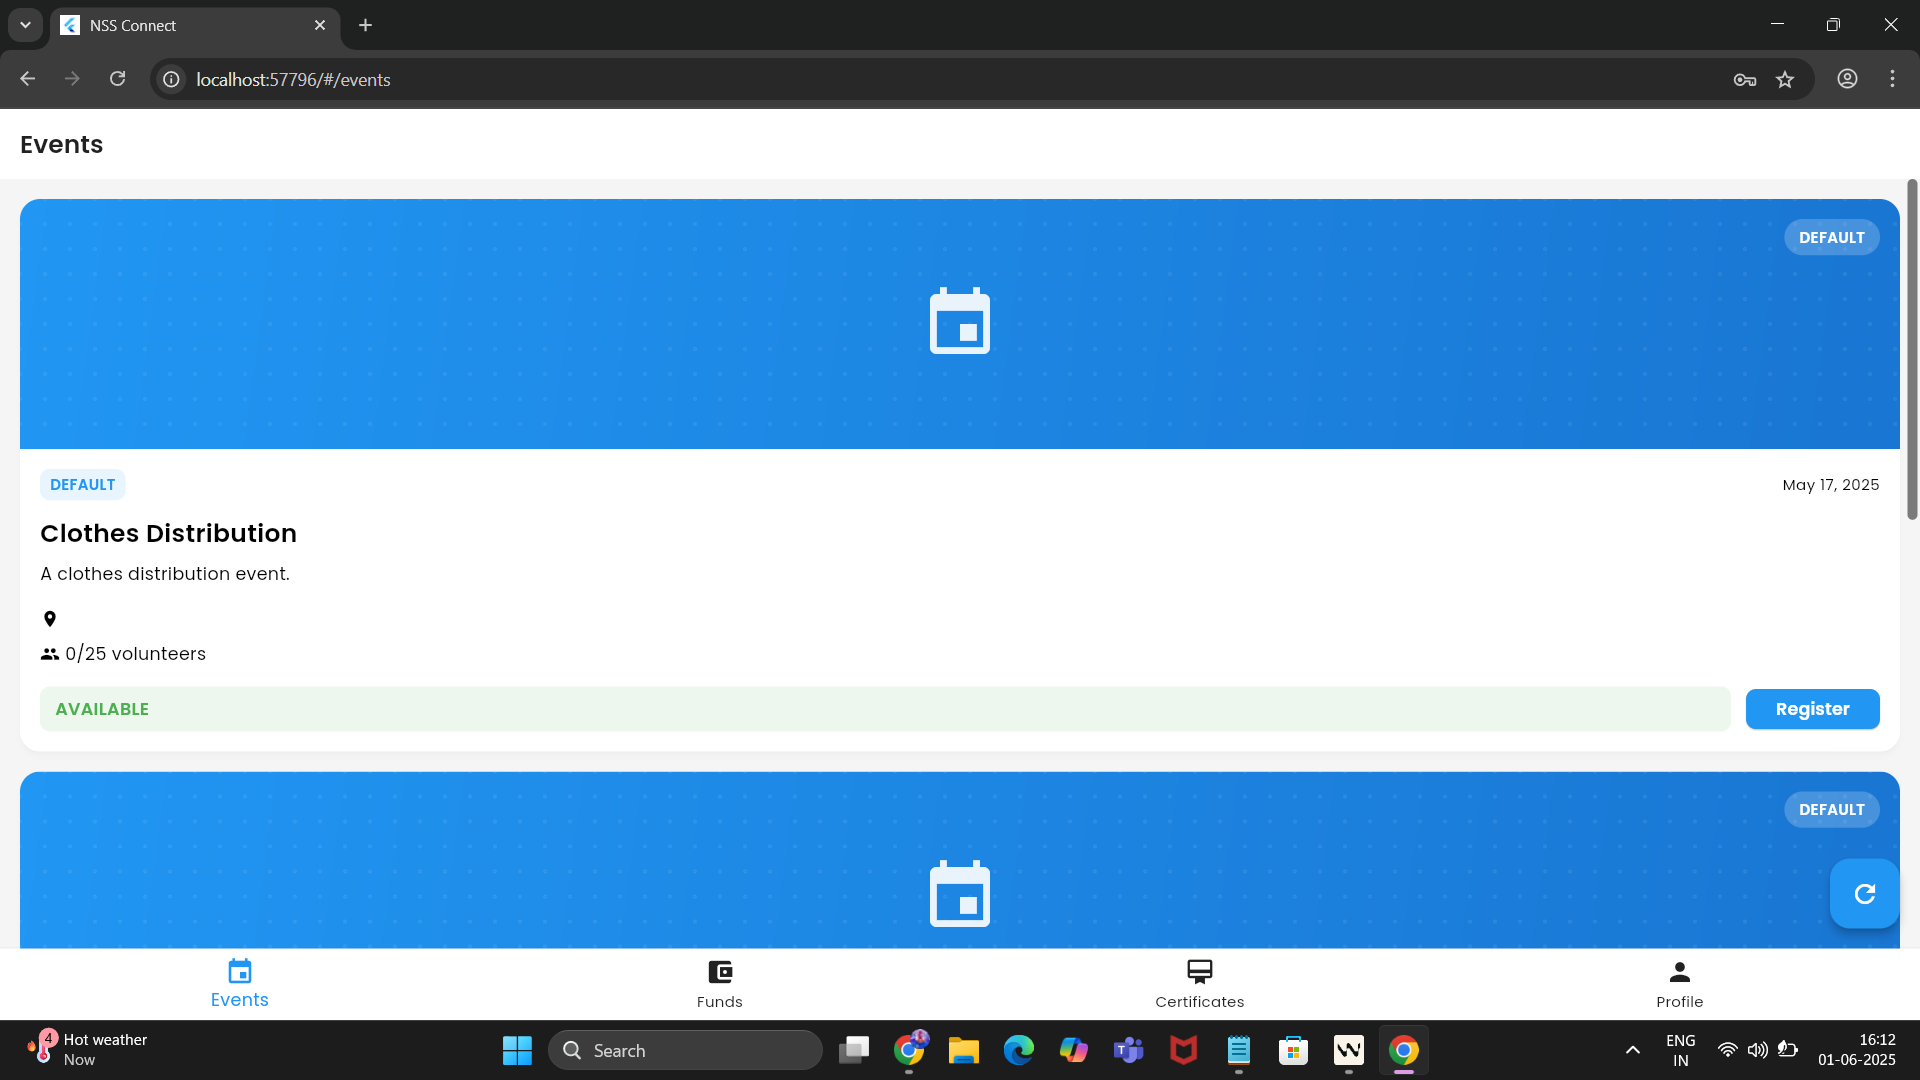 NSS Connect
localhost:57796/#/events
Events
DEFAULT
DEFAULT
May 17, 2025
Clothes Distribution
A clothes distribution event.
0/25 volunteers
AVAILABLE
Register
DEFAULT
Events
Funds
Certificates
Profile
4
Hot weather
Now
Search
T
ENG
IN
16:12
01-06-2025